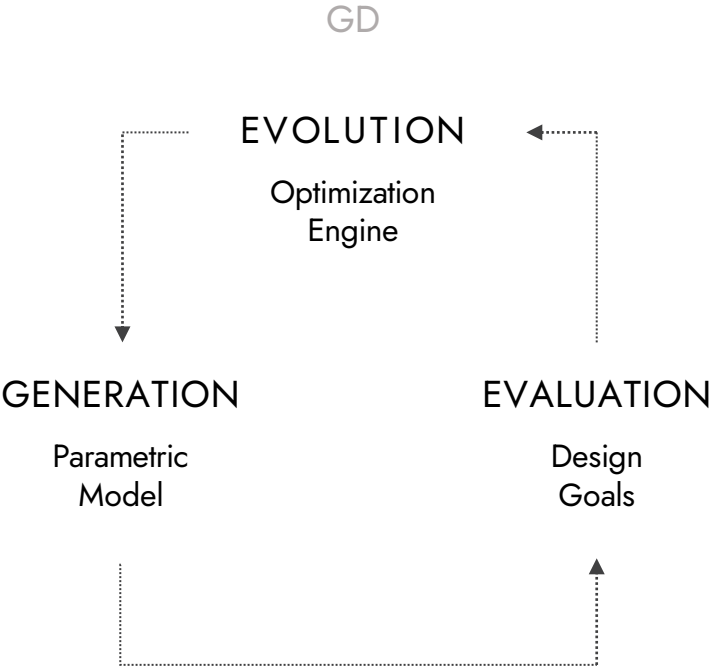 GD
EVOLUTION
Optimization
Engine
GENERATION
Parametric
Model
EVALUATION
Design
Goals